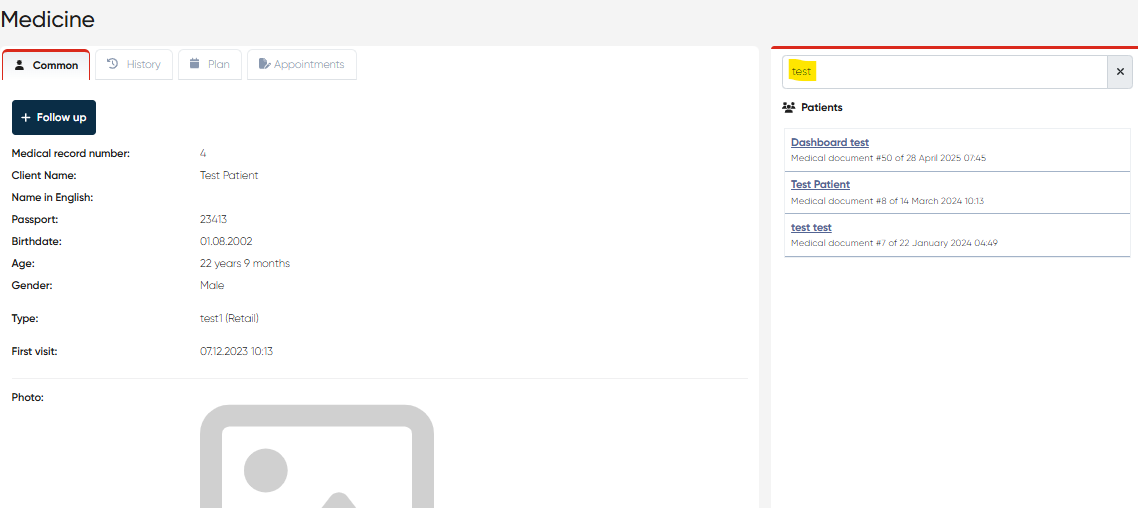 Medicine
Common History Plan Appointments
+ Follow up
Medical record number: 4
Client Name: Test Patient
Name in English:
Passport: 23413
Birthdate: 01.08.2002
Age: 22 years 9 months
Gender: Male
Type: test1 (Retail)
First visit: 07.12.2023 10:13
Photo:
test
Patients
Dashboard test
Medical document #50 of 28 April 2025 07:45
Test Patient
Medical document #8 of 14 March 2024 10:13
test test
Medical document #7 of 22 January 2024 04:49